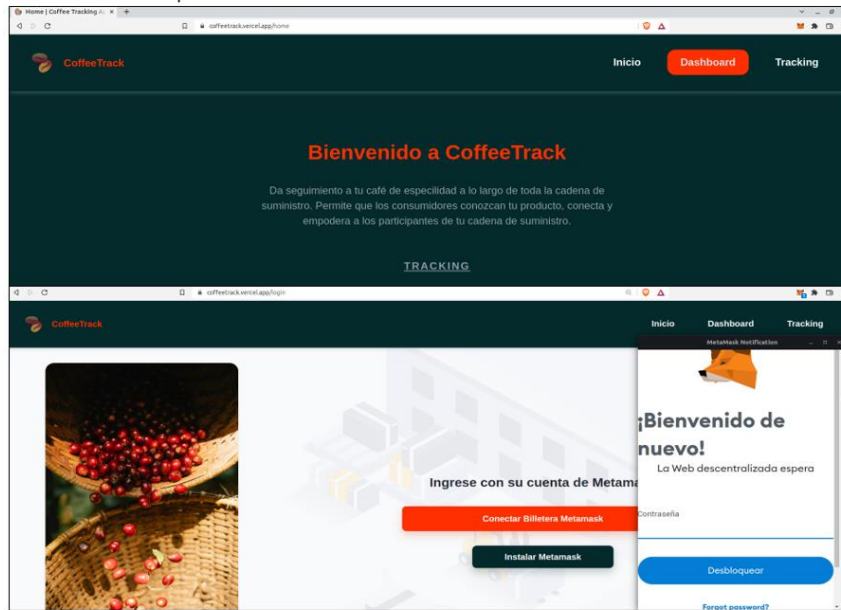 Home | Coffee Tracking A
coffeetrack.vercel.app/home
CoffeeTrack
Inicio Dashboard Tracking
Bienvenido a CoffeeTrack
Da seguimiento a tu café de especilidad a lo largo de toda la cadena de
suministro. Permite que los consumidores conozcan tu producto, conecta y
empodera a los participantes de tu cadena de suministro.
TRACKING
coffeetrack.vercel.app/login
CoffeeTrack
Inicio Dashboard Tracking
MetaMask Notification
¡Bienvenido de
nuevo!
La Web descentralizada espera
Ingrese con su cuenta de Metama
Contraseña
Conectar Billetera Metamask
Instalar Metamask
Desbloquear
Forgot password?